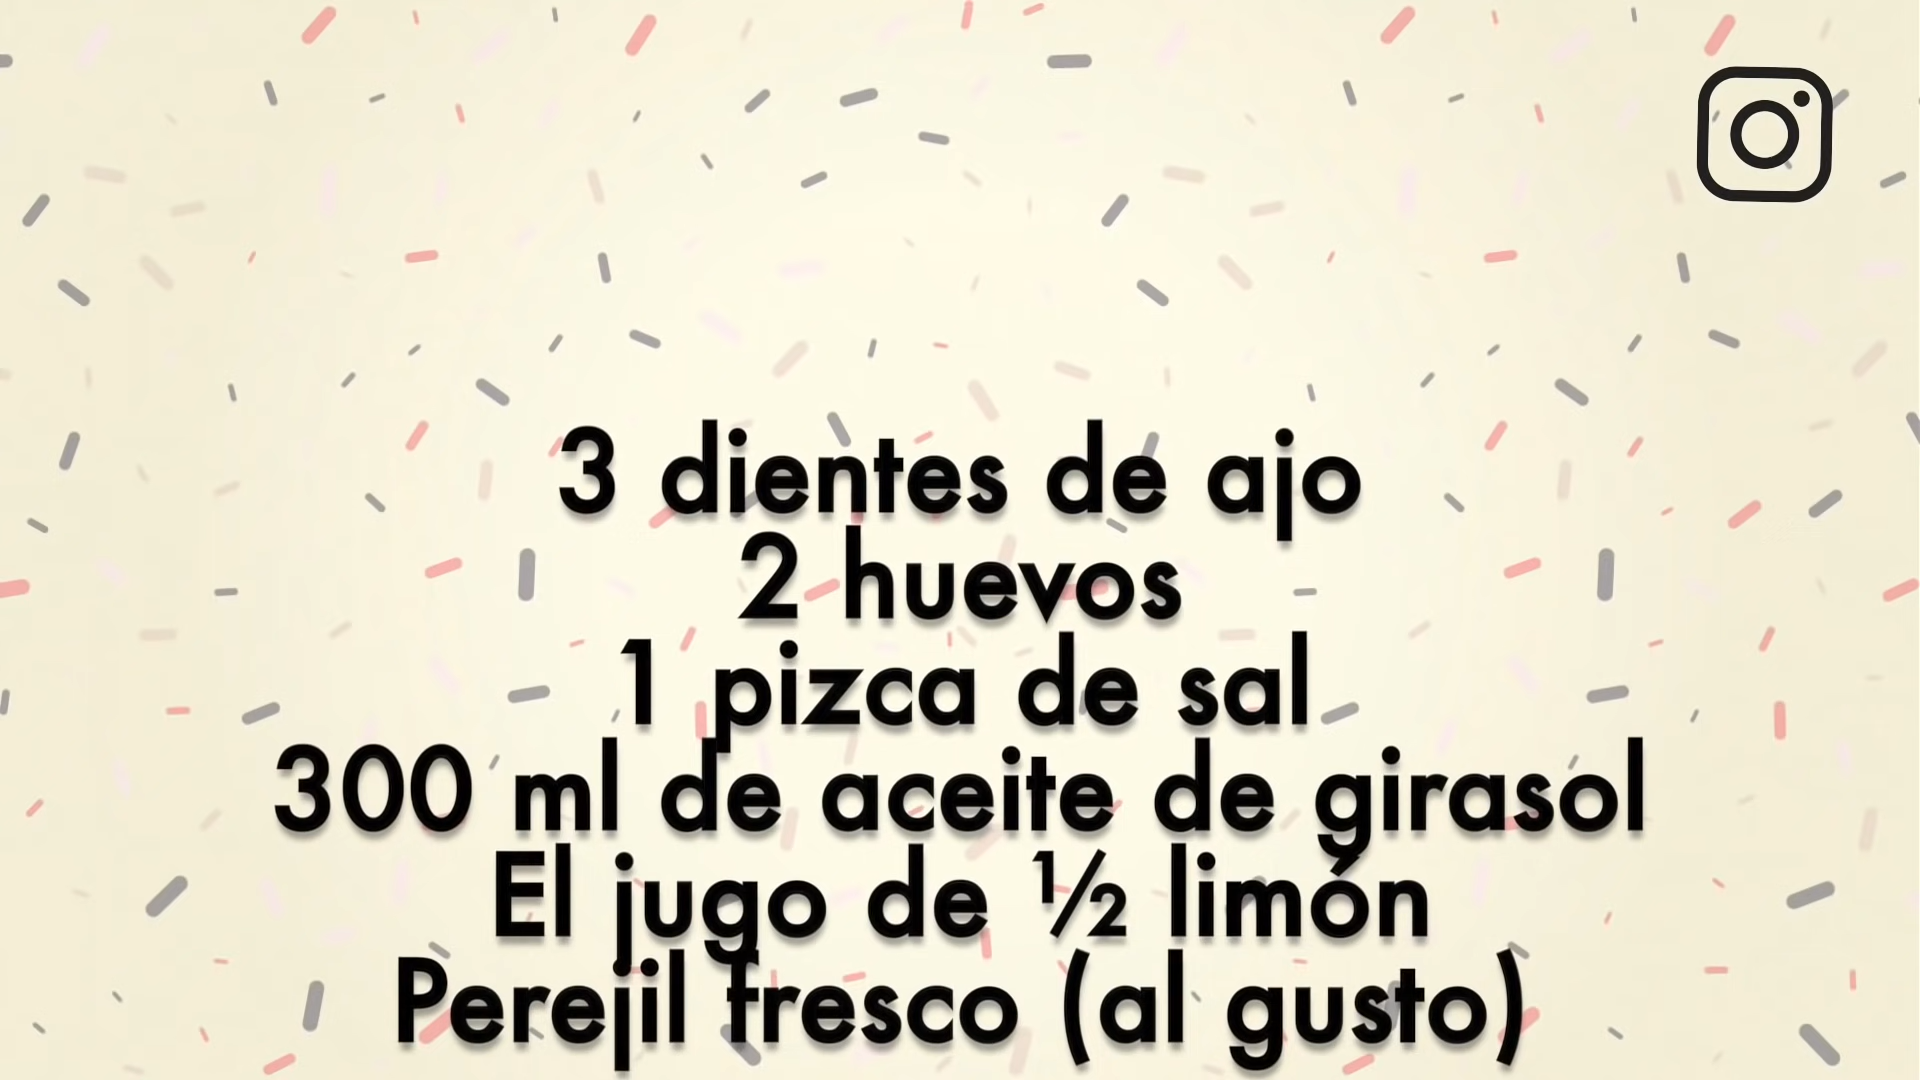 3 dientes de ajo
2 huevos
1 pizca de sal
300 ml de aceite de girasol
El jugo de ½ limón
Perejil fresco (al gusto)